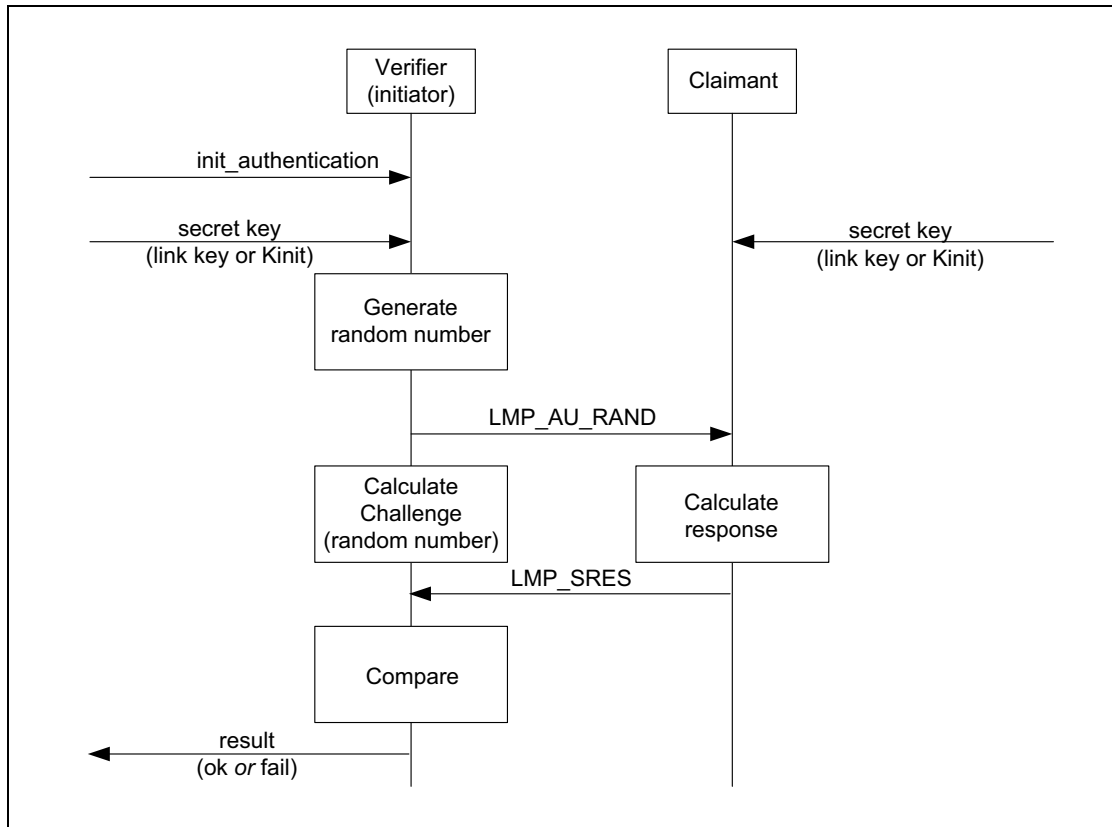 Verifier
(initiator)
Claimant
init_authentication
secret key
(link key or Kinit)
secret key
(link key or Kinit)
Generate
random number
LMP_AU_RAND
Calculate
Challenge
(random number)
Calculate
response
LMP_SRES
Compare
result
(ok or fail)